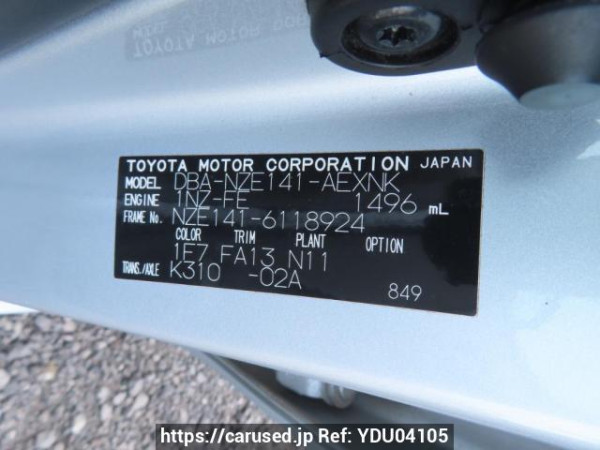 TOYOTA MOTOR CORPORATION JAPAN
MODEL DBA-NZE141-AEXNK
ENGINE 1NZ-FE 1496 mL
FRAME No. NZE141-6118924
COLOR TRIM PLANT OPTION
1E7 FA13 N11
TRANS./AXLE K310 -02A
849
https://carused.jp Ref: YDU04105